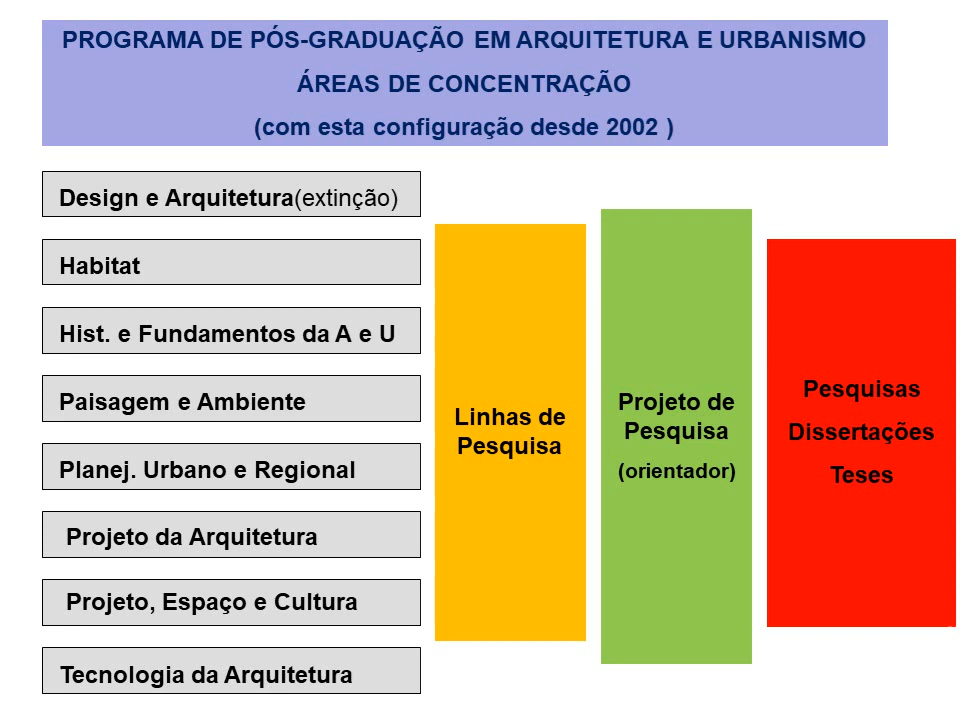 PROGRAMA DE PÓS-GRADUAÇÃO EM ARQUITETURA E URBANISMO
ÁREAS DE CONCENTRAÇÃO
(com esta configuração desde 2002 )
Design e Arquitetura(extinção)
Habitat
Hist. e Fundamentos da A e U
Paisagem e Ambiente
Planej. Urbano e Regional
Projeto da Arquitetura
Projeto, Espaço e Cultura
Tecnologia da Arquitetura
Linhas de
Pesquisa
Projeto de
Pesquisa
(orientador)
Pesquisas
Dissertações
Teses